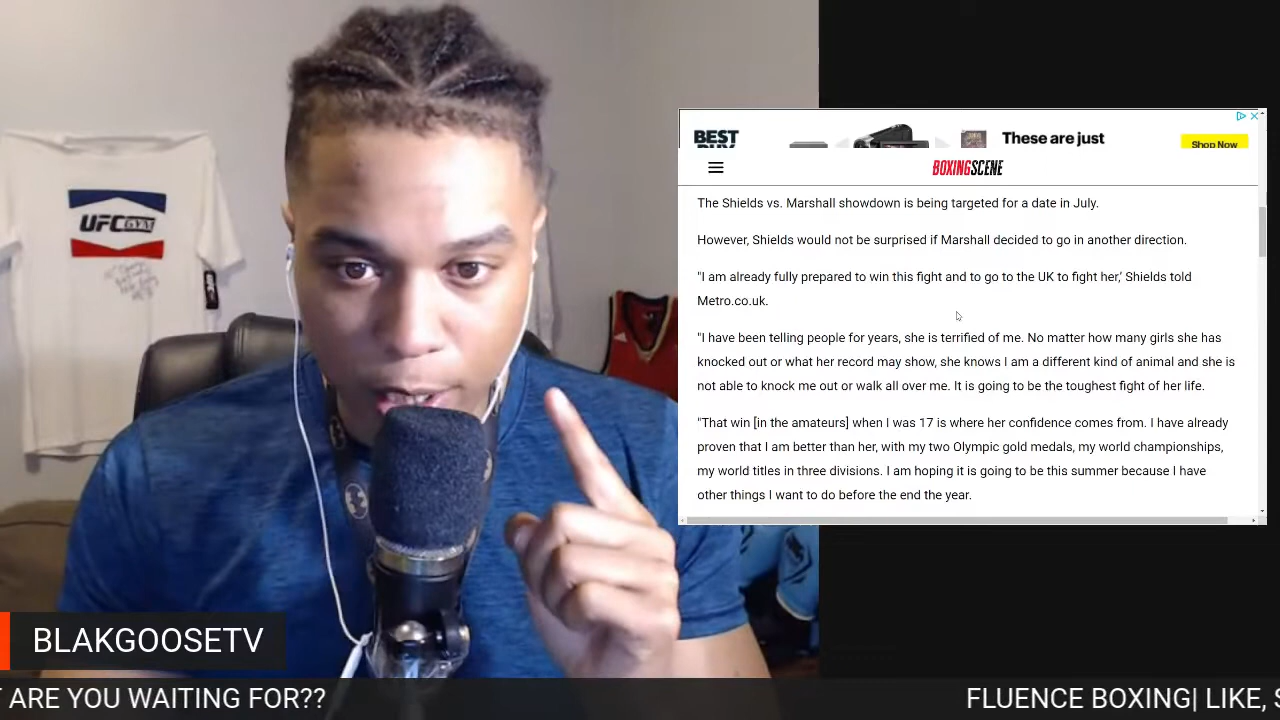 UFC GYM
BEST
BUY
These are just
Shop Now
BOXINGSCENE
The Shields vs. Marshall showdown is being targeted for a date in July.
However, Shields would not be surprised if Marshall decided to go in another direction.
"I am already fully prepared to win this fight and to go to the UK to fight her,' Shields told
Metro.co.uk.
"I have been telling people for years, she is terrified of me. No matter how many girls she has
knocked out or what her record may show, she knows I am a different kind of animal and she is
not able to knock me out or walk all over me. It is going to be the toughest fight of her life.
"That win [in the amateurs] when I was 17 is where her confidence comes from. I have already
proven that I am better than her, with my two Olympic gold medals, my world championships,
my world titles in three divisions. I am hoping it is going to be this summer because I have
other things I want to do before the end the year.
BLAKGOOSETV
ARE YOU WAITING FOR??
FLUENCE BOXING| LIKE, S